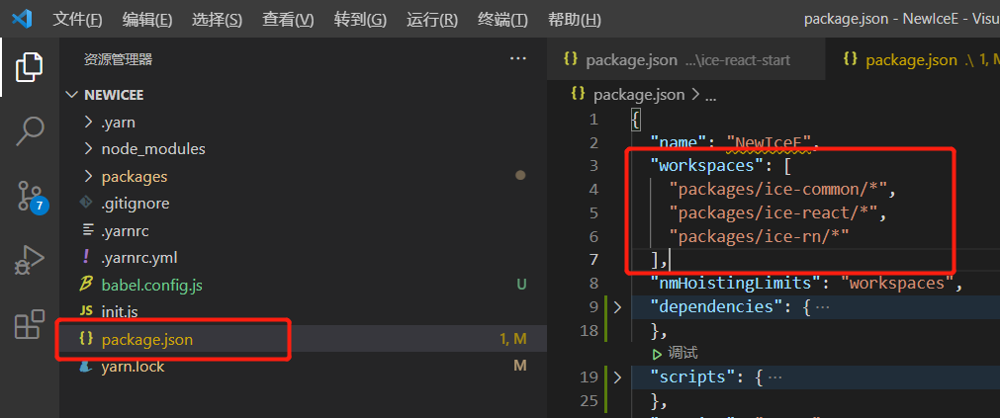 文件(F) 编辑(E) 选择(S) 查看(V) 转到(G) 运行(R) 终端(T) 帮助(H) package.json - NewIceE - Visu
资源管理器 ···
NEWICEE
.yarn
node_modules
packages
.gitignore
.yarnrc
.yarnrc.yml
babel.config.js U
init.js
package.json 1, M
yarn.lock M
7
package.json ...\ice-react-start package.json .\ 1, M
package.json > ...
1 {
2 "name": "NewIceE",
3 "workspaces": [
4 "packages/ice-common/*",
5 "packages/ice-react/*",
6 "packages/ice-rn/*"
7 ],
8 "nmHoistingLimits": "workspaces",
9 "dependencies": { ···
18 },
调试
19 "scripts": { ···
25 },